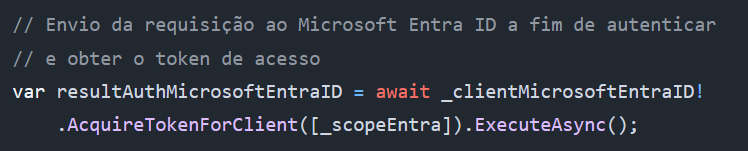 // Envio da requisição ao Microsoft Entra ID a fim de autenticar
// e obter o token de acesso
var resultAuthMicrosoftEntraID = await _clientMicrosoftEntraID!
    .AcquireTokenForClient([_scopeEntra]).ExecuteAsync();